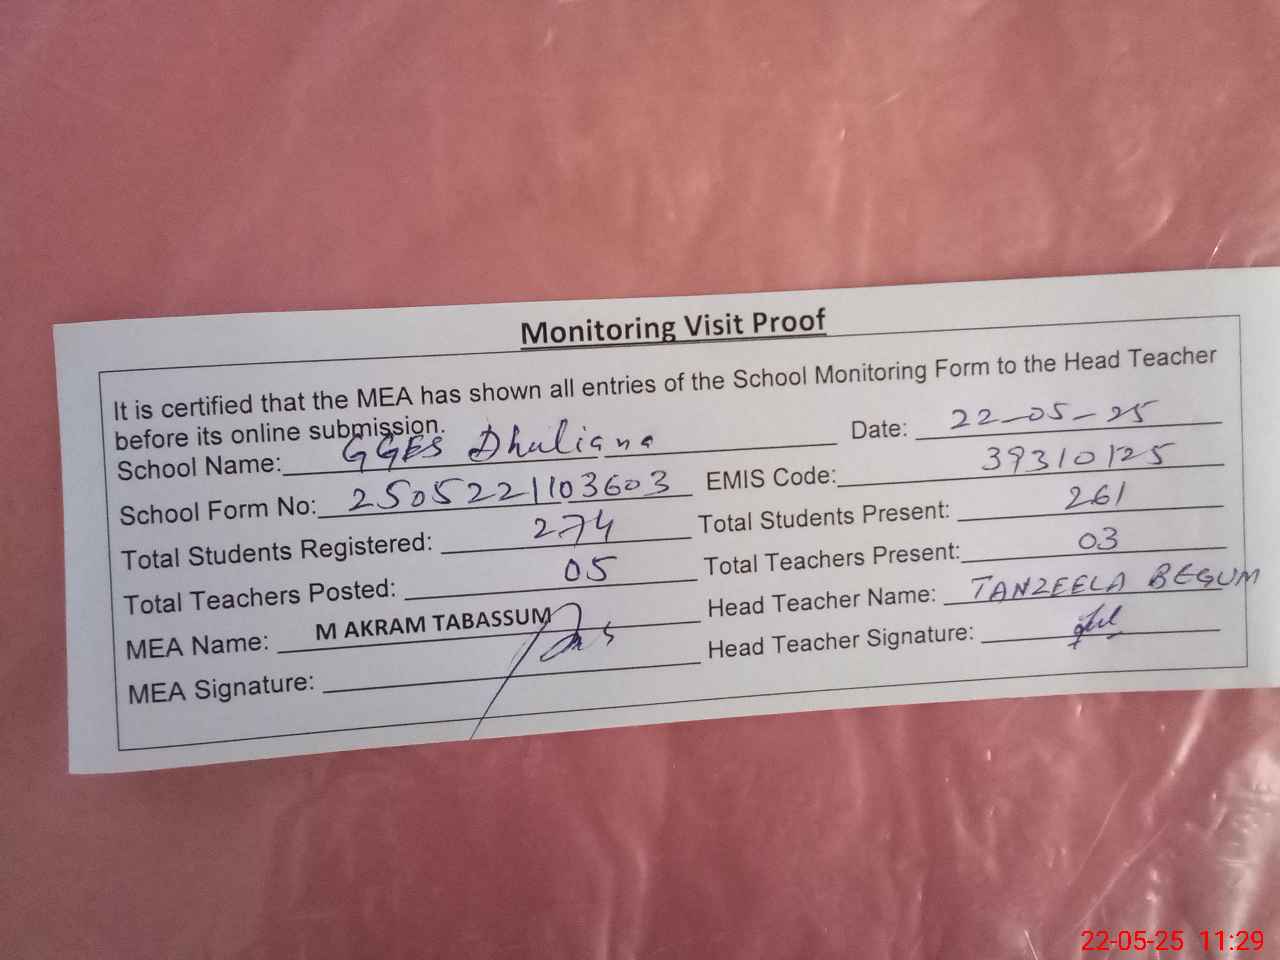 Monitoring Visit Proof
It is certified that the MEA has shown all entries of the School Monitoring Form to the Head Teacher
before its online submission.
School Name: GGES Dhuliana Date: 22-05-25
School Form No: 2505221103603 EMIS Code: 39310125
Total Students Registered: 274 Total Students Present: 261
Total Teachers Posted: 05 Total Teachers Present: 03
MEA Name: M AKRAM TABASSUM Head Teacher Name: TANZEELA BEGUM
MEA Signature: Head Teacher Signature:
22-05-25 11:29